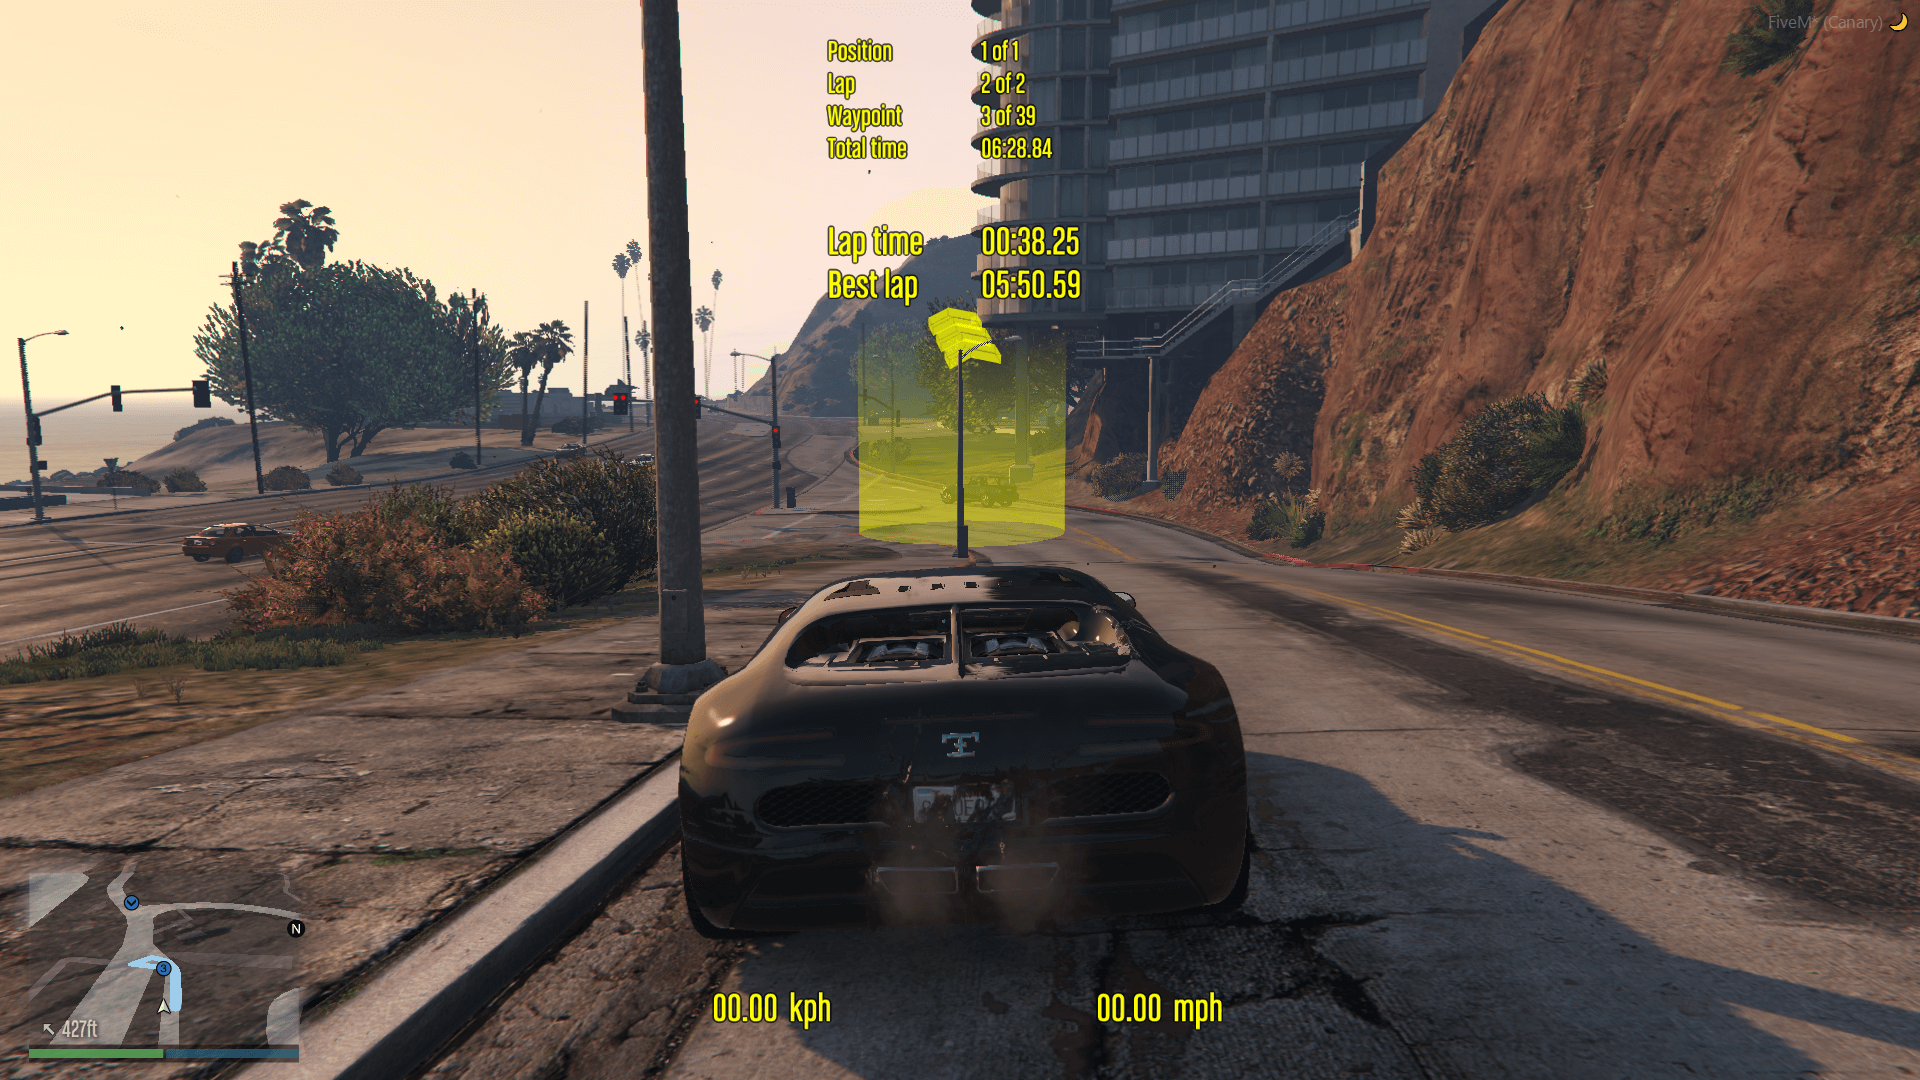 FiveM* (Canary)
Position 1 of 1
Lap 2 of 2
Waypoint 3 of 39
Total time 06:28.84
Lap time 00:38.25
Best lap 05:50.59
N
3
427ft
00.00 kph 00.00 mph